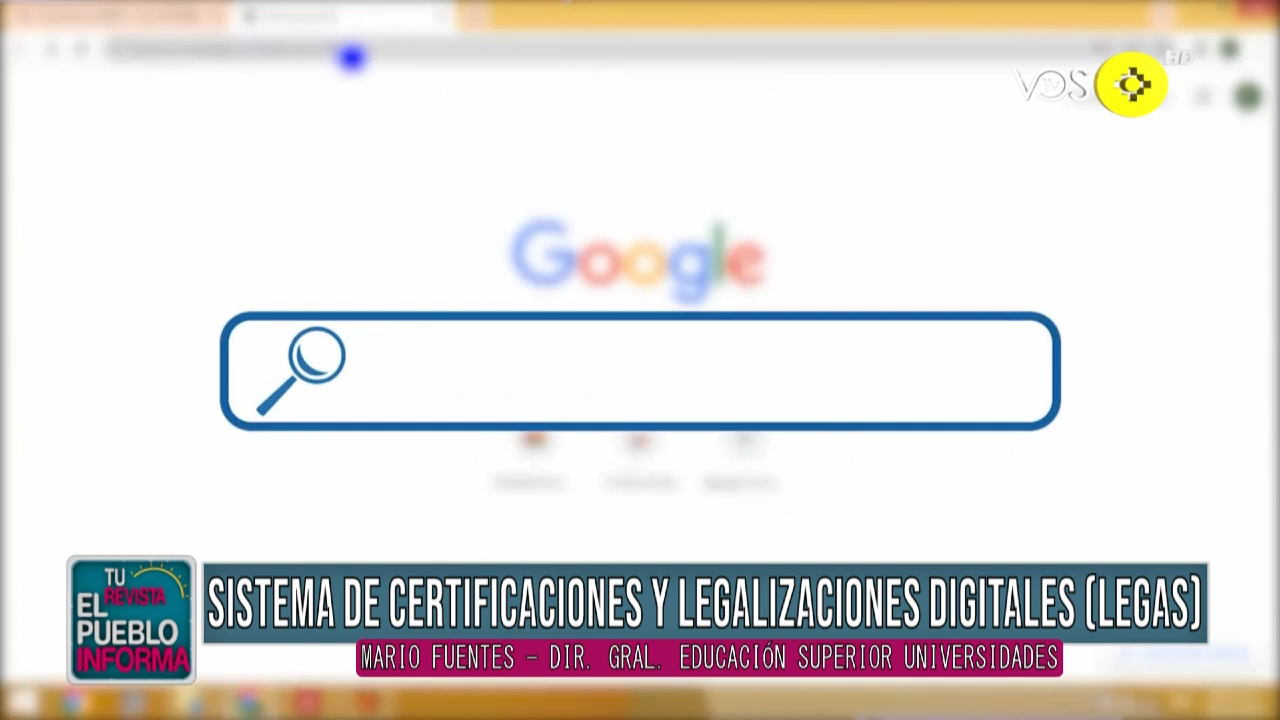 HD
VOS
TV
Google
TU
REVISTA
EL
PUEBLO
INFORMA
SISTEMA DE CERTIFICACIONES Y LEGALIZACIONES DIGITALES (LEGAS)
MARIO FUENTES - DIR. GRAL. EDUCACIÓN SUPERIOR UNIVERSIDADES